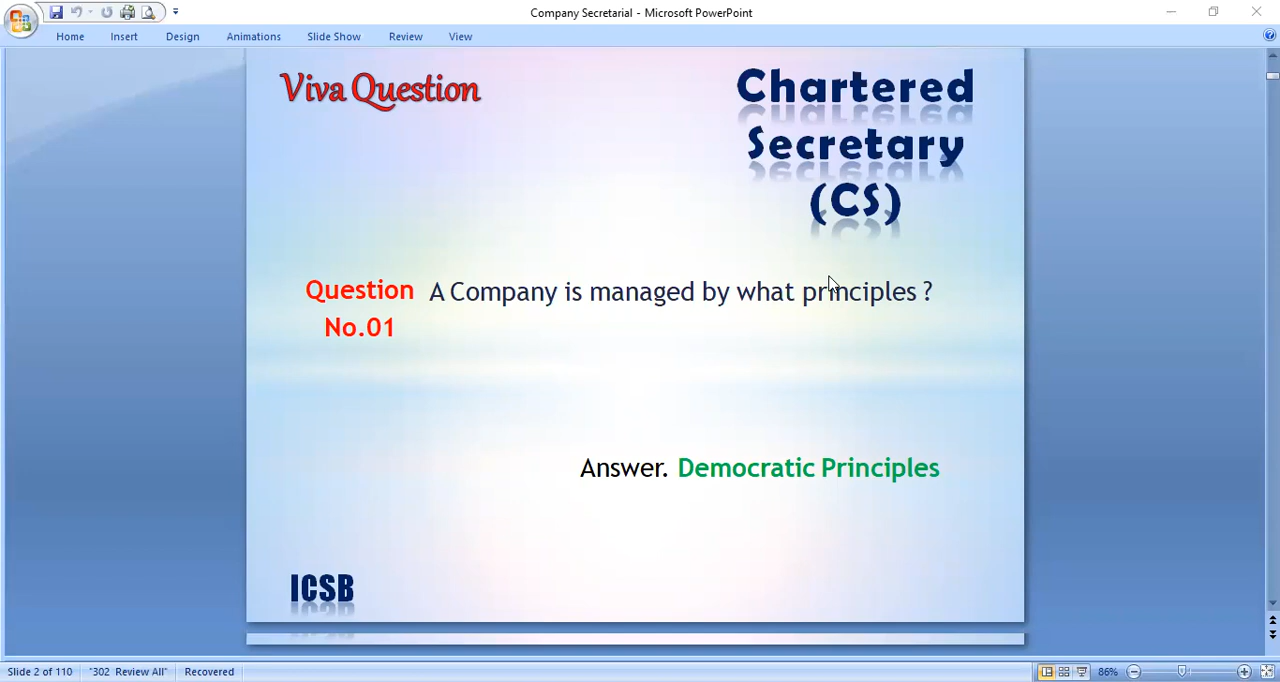 Company Secretarial - Microsoft PowerPoint
Home Insert Design Animations Slide Show Review View
Viva Question
Chartered
Secretary
(CS)
Question A Company is managed by what principles ?
No.01
Answer. Democratic Principles
ICSB
Slide 2 of 110 "302 Review All" Recovered 86%